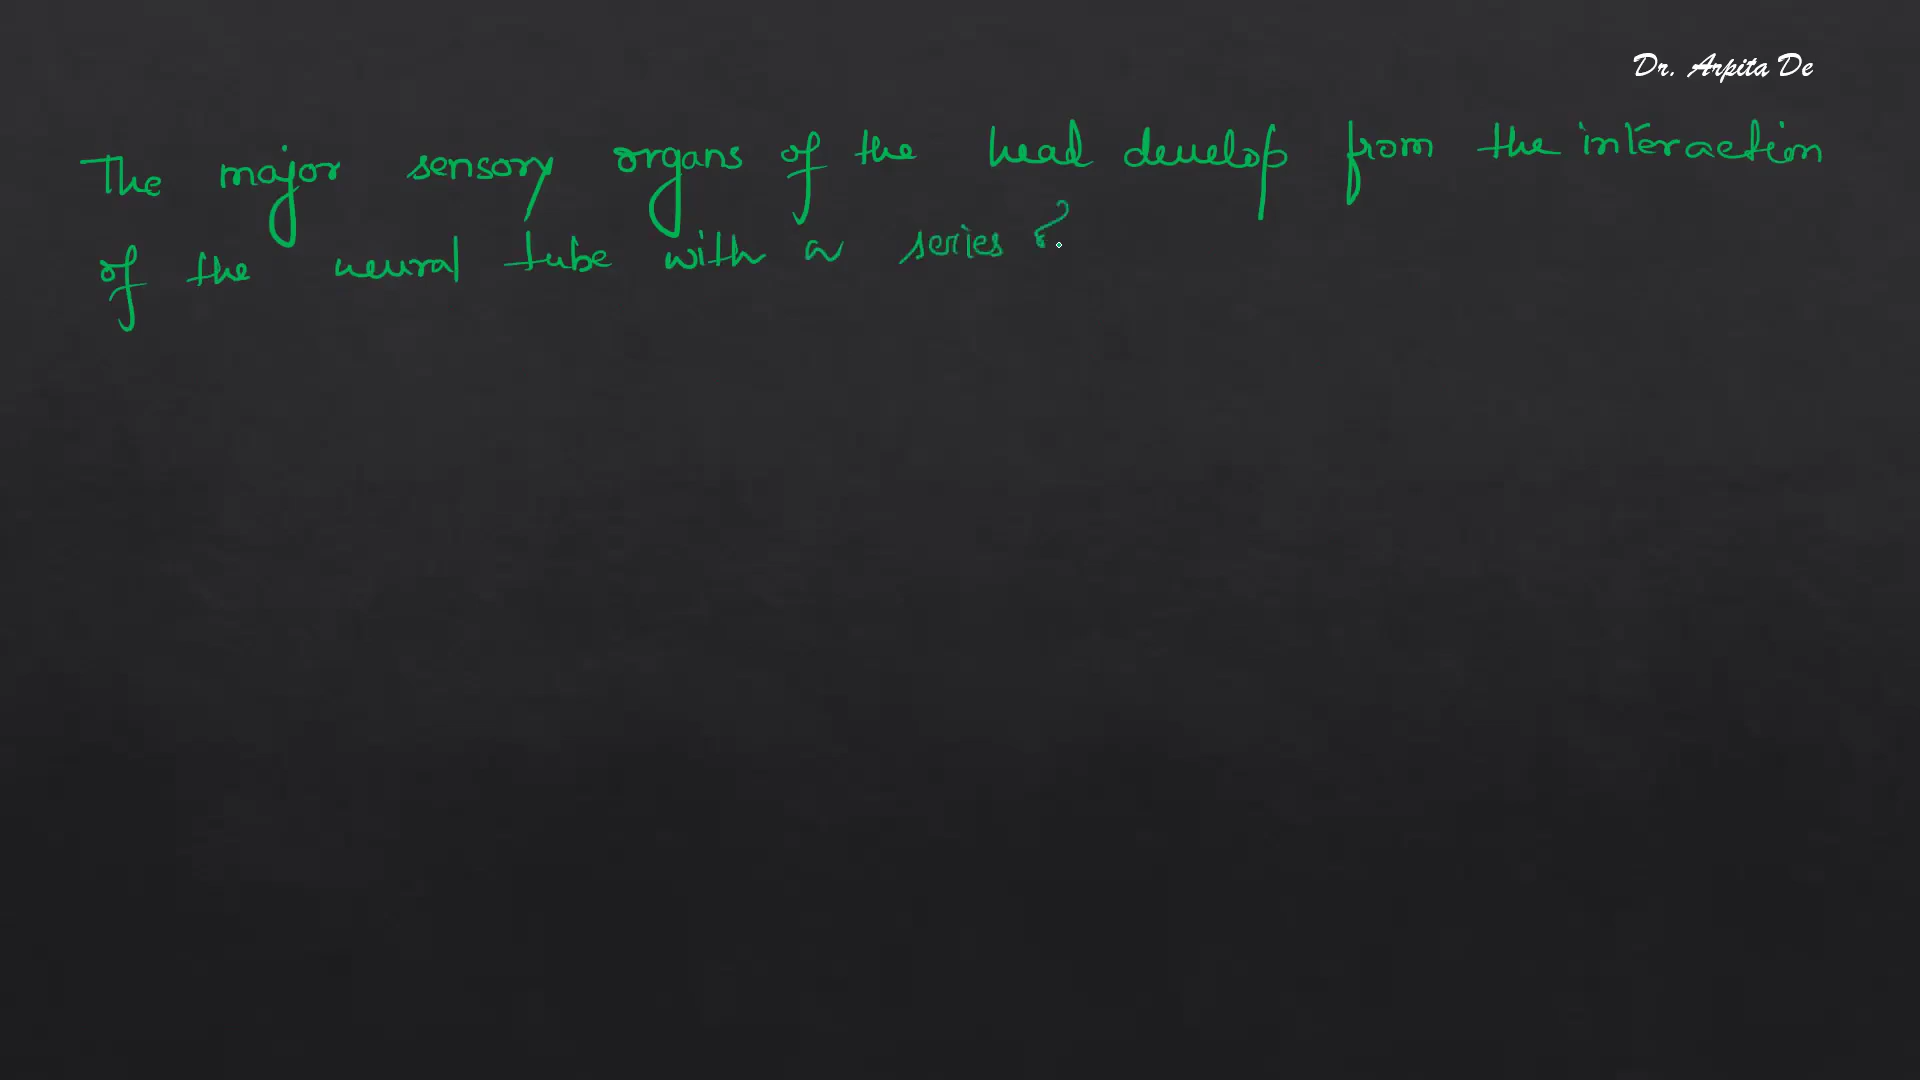 Dr. Arpita De
The major sensory organs of the head develop from the interaction
of the neural tube with a series